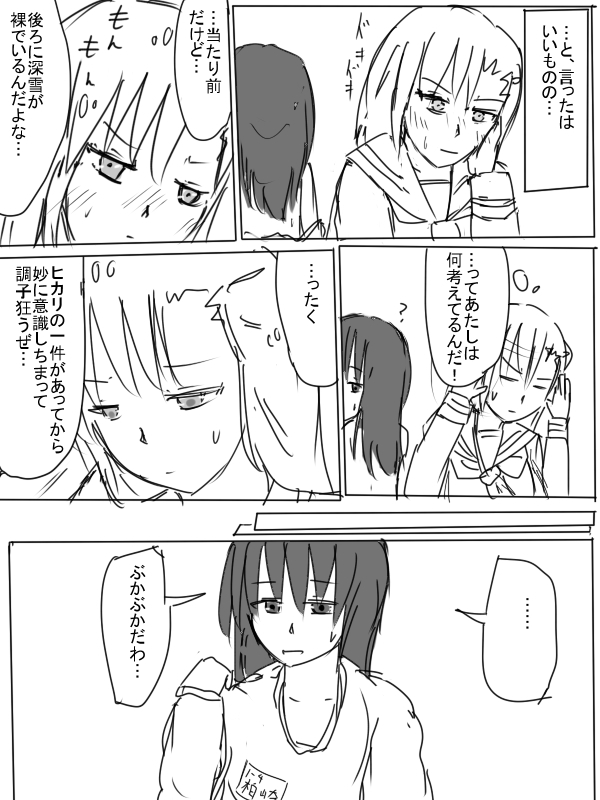 …と、言ったは
いいものの…
ドキ
ドキ
…当たり前
だけど…
もん
もん
後ろに深雪が
裸でいるんだよな…
…ってあたしは
何考えてるんだ！
?
…ったく
ヒカリの一件があってから
妙に意識しちまって
調子狂うぜ…
……
ぶかぶかだわ…
柏崎